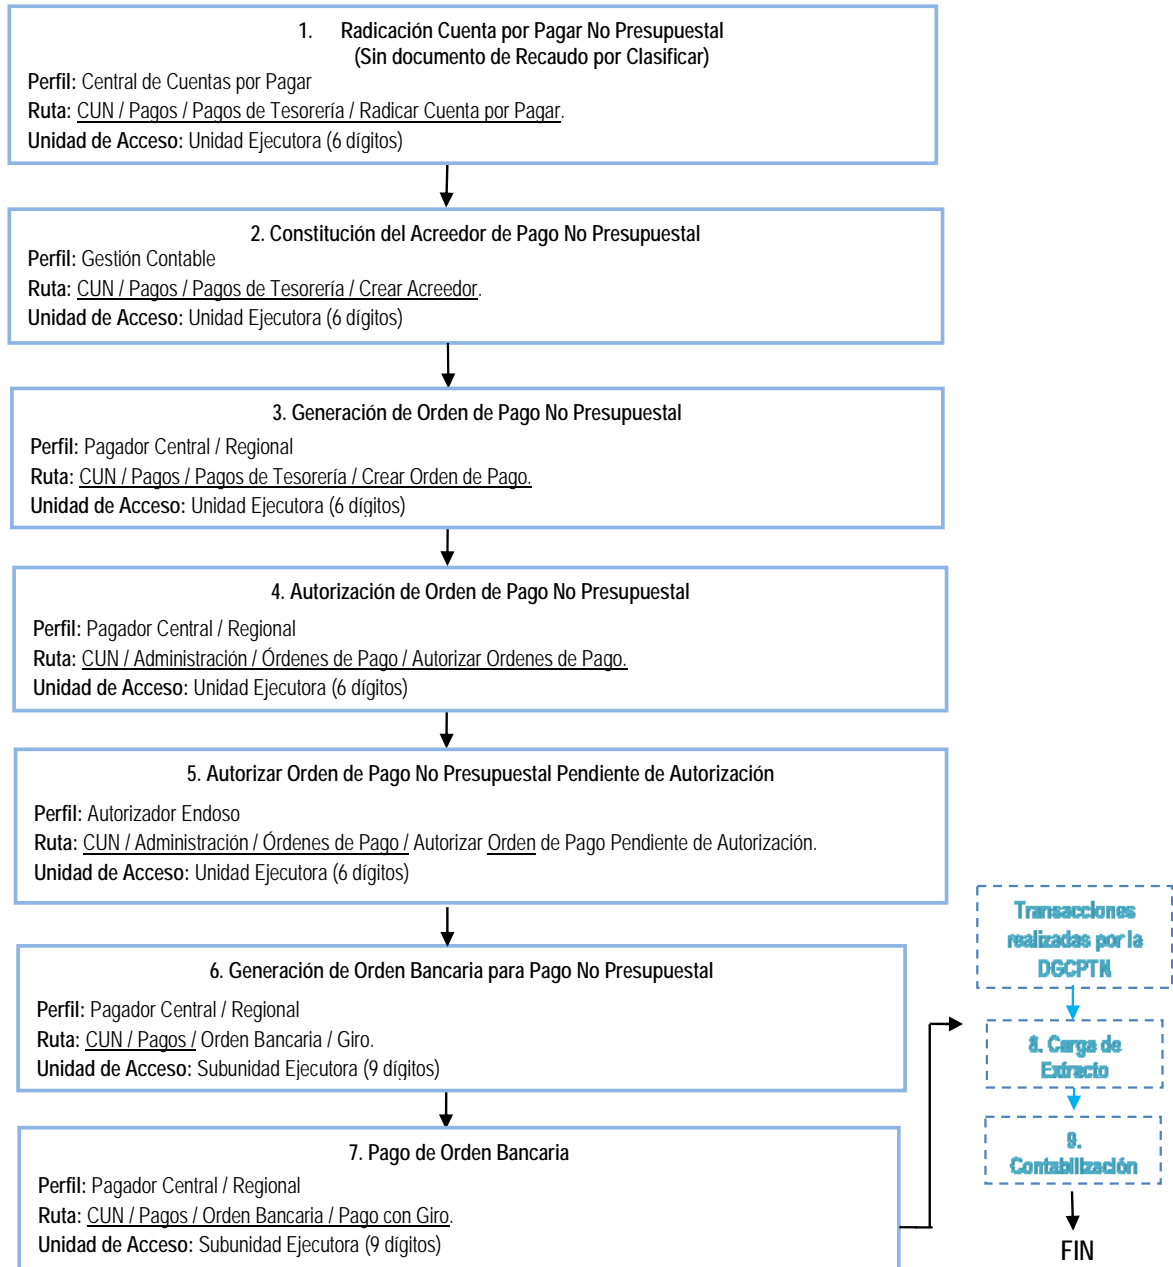 1. Radicación Cuenta por Pagar No Presupuestal
(Sin documento de Recaudo por Clasificar)
Perfil: Central de Cuentas por Pagar
Ruta: CUN / Pagos / Pagos de Tesorería / Radicar Cuenta por Pagar.
Unidad de Acceso: Unidad Ejecutora (6 dígitos)
2. Constitución del Acreedor de Pago No Presupuestal
Perfil: Gestión Contable
Ruta: CUN / Pagos / Pagos de Tesorería / Crear Acreedor.
Unidad de Acceso: Unidad Ejecutora (6 dígitos)
3. Generación de Orden de Pago No Presupuestal
Perfil: Pagador Central / Regional
Ruta: CUN / Pagos / Pagos de Tesorería / Crear Orden de Pago.
Unidad de Acceso: Unidad Ejecutora (6 dígitos)
4. Autorización de Orden de Pago No Presupuestal
Perfil: Pagador Central / Regional
Ruta: CUN / Administración / Órdenes de Pago / Autorizar Ordenes de Pago.
Unidad de Acceso: Unidad Ejecutora (6 dígitos)
5. Autorizar Orden de Pago No Presupuestal Pendiente de Autorización
Perfil: Autorizador Endoso
Ruta: CUN / Administración / Órdenes de Pago / Autorizar Orden de Pago Pendiente de Autorización.
Unidad de Acceso: Unidad Ejecutora (6 dígitos)
6. Generación de Orden Bancaria para Pago No Presupuestal
Perfil: Pagador Central / Regional
Ruta: CUN / Pagos / Orden Bancaria / Giro.
Unidad de Acceso: Subunidad Ejecutora (9 dígitos)
7. Pago de Orden Bancaria
Perfil: Pagador Central / Regional
Ruta: CUN / Pagos / Orden Bancaria / Pago con Giro.
Unidad de Acceso: Subunidad Ejecutora (9 dígitos)
Transacciones
realizadas por la
DGCPTN
8. Carga de
Extracto
9.
Contabilización
FIN